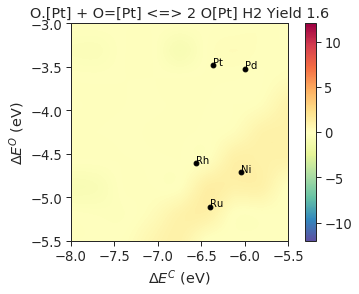 O.[Pt] + O=[Pt] <=> 2 O[Pt] H2 Yield 1.6
−3.0
−3.5
−4.0
−4.5
−5.0
−5.5
ΔE^O (eV)
Pt
Pd
Rh
Ni
Ru
−8.0 −7.5 −7.0 −6.5 −6.0 −5.5
ΔE^C (eV)
10
5
0
−5
−10